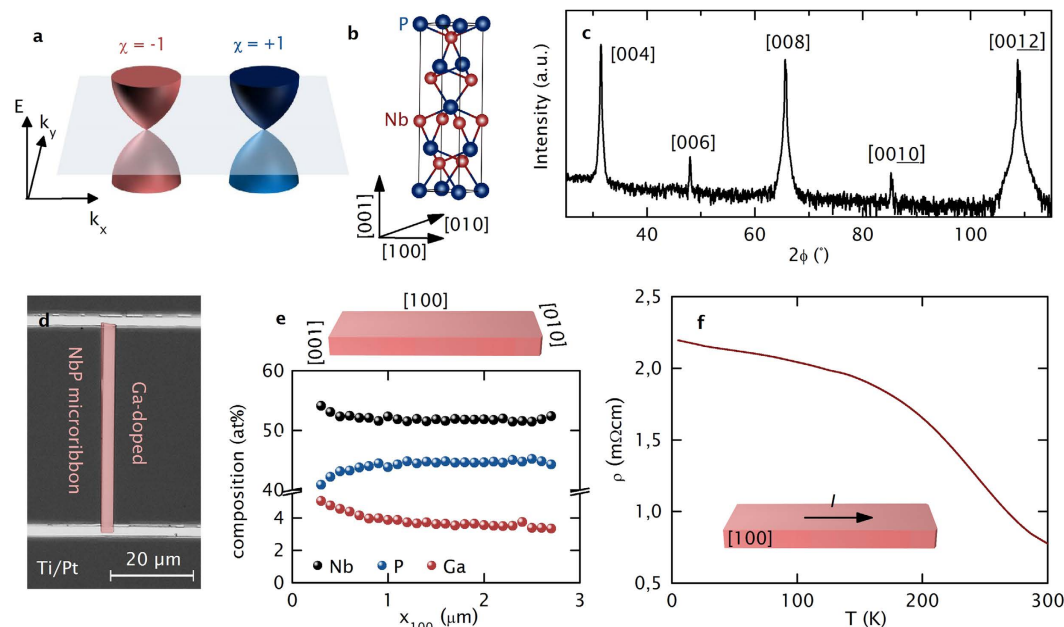 a
χ = -1
χ = +1
E
k_y
k_x
b
P
Nb
[001]
[010]
[100]
c
Intensity (a.u.)
[004]
[006]
[008]
[0010]
[0012]
40
60
80
100
2ϕ (°)
d
NbP microribbon
Ga-doped
Ti/Pt
20 µm
e
[100]
[001]
[010]
composition (at%)
60
50
40
4
2
0
Nb
P
Ga
0
1
2
3
x_100 (µm)
f
ρ (mΩcm)
2,5
2,0
1,5
1,0
0,5
I
[100]
0
100
200
300
T (K)